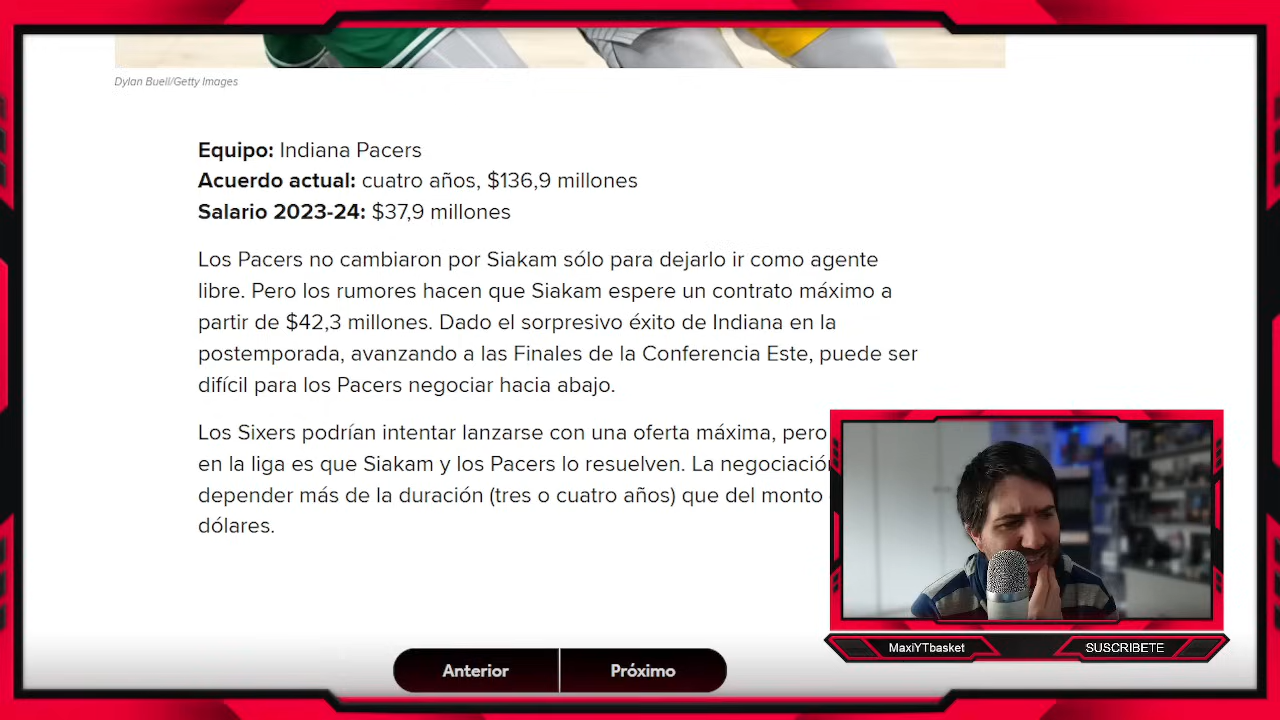 Dylan Buell/Getty Images
Equipo: Indiana Pacers
Acuerdo actual: cuatro años, $136,9 millones
Salario 2023-24: $37,9 millones
Los Pacers no cambiaron por Siakam sólo para dejarlo ir como agente
libre. Pero los rumores hacen que Siakam espere un contrato máximo a
partir de $42,3 millones. Dado el sorpresivo éxito de Indiana en la
postemporada, avanzando a las Finales de la Conferencia Este, puede ser
difícil para los Pacers negociar hacia abajo.
Los Sixers podrían intentar lanzarse con una oferta máxima, pero
en la liga es que Siakam y los Pacers lo resuelven. La negociación
depender más de la duración (tres o cuatro años) que del monto
dólares.
MaxiYTbasket
SUSCRIBETE
Anterior
Próximo